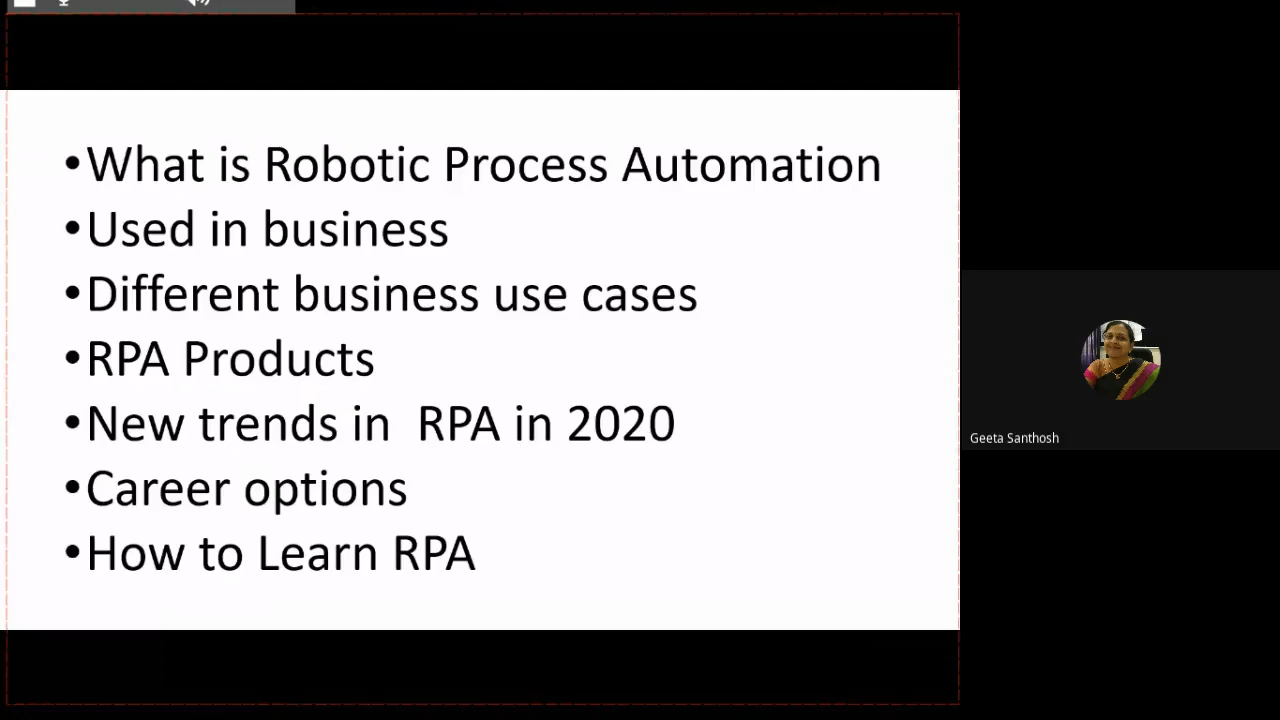 •What is Robotic Process Automation
•Used in business
•Different business use cases
•RPA Products
•New trends in  RPA in 2020
•Career options
•How to Learn RPA
Geeta Santhosh